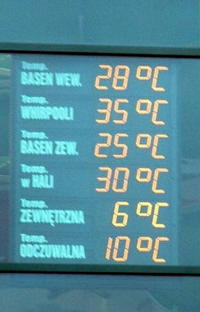 Temp.
BASEN WEW. 28°C
Temp.
WHIRPOOLI 35°C
Temp.
BASEN ZEW. 25°C
Temp.
w HALI 30°C
Temp.
ZEWNĘTRZNA 6°C
Temp.
ODCZUWALNA 10°C